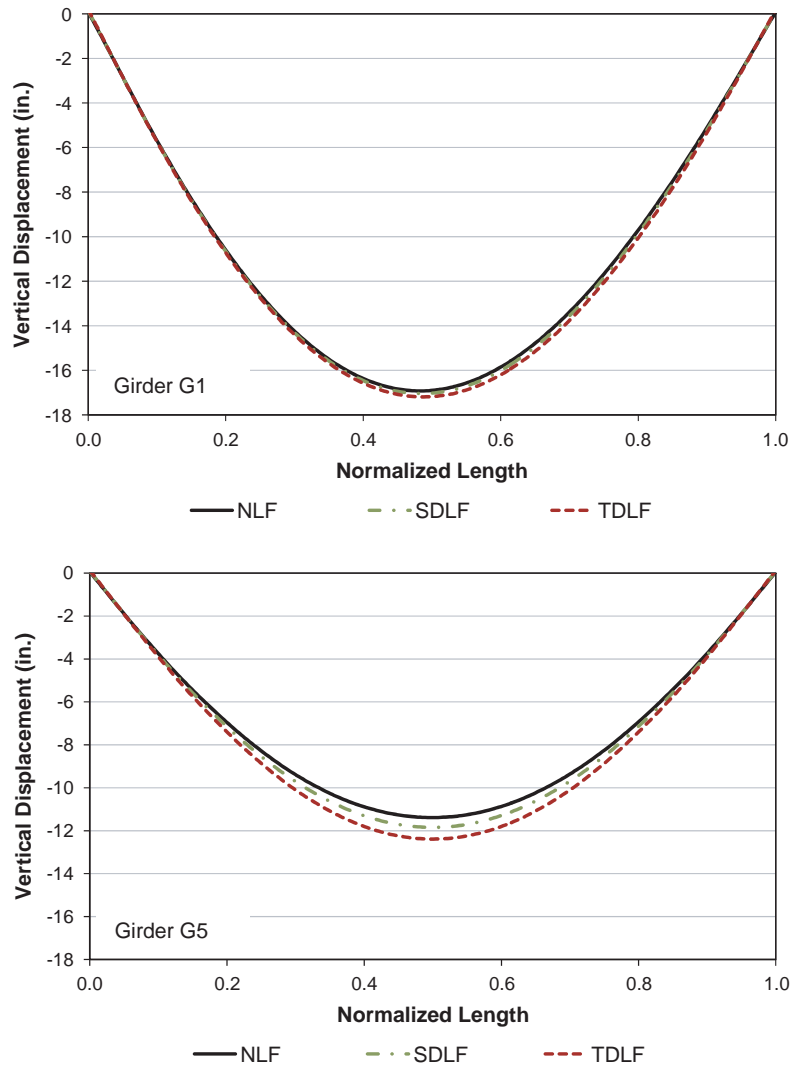 0
-2
-4
-6
-8
-10
-12
-14
-16
-18
Vertical Displacement (in.)
Girder G1
0.0 0.2 0.4 0.6 0.8 1.0
Normalized Length
NLF SDLF TDLF
0
-2
-4
-6
-8
-10
-12
-14
-16
-18
Vertical Displacement (in.)
Girder G5
0.0 0.2 0.4 0.6 0.8 1.0
Normalized Length
NLF SDLF TDLF